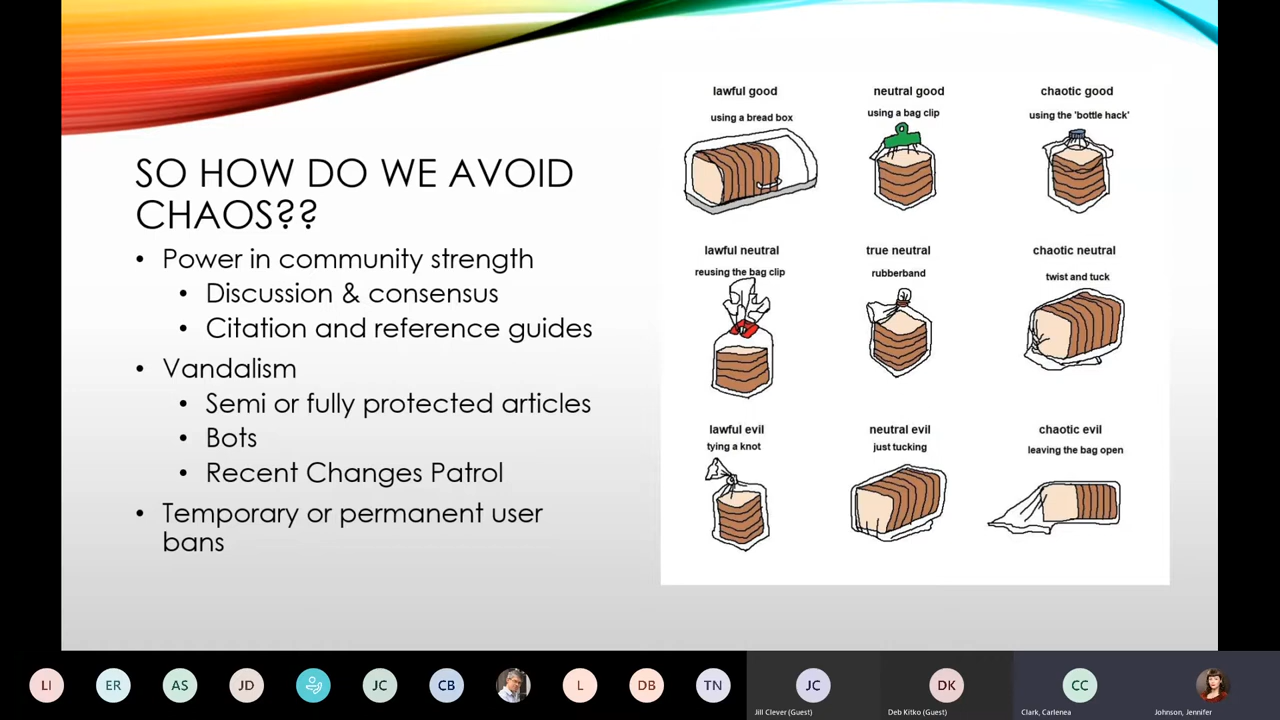 SO HOW DO WE AVOID
CHAOS??
• Power in community strength
• Discussion & consensus
• Citation and reference guides
• Vandalism
• Semi or fully protected articles
• Bots
• Recent Changes Patrol
• Temporary or permanent user
bans
lawful good
using a bread box
neutral good
using a bag clip
chaotic good
using the 'bottle hack'
lawful neutral
reusing the bag clip
true neutral
rubberband
chaotic neutral
twist and tuck
lawful evil
tying a knot
neutral evil
just tucking
chaotic evil
leaving the bag open
LI
ER
AS
JD
JC
CB
L
DB
TN
JC
Jill Clever (Guest)
DK
Deb Kitko (Guest)
CC
Clark, Carlenea
Johnson, Jennifer